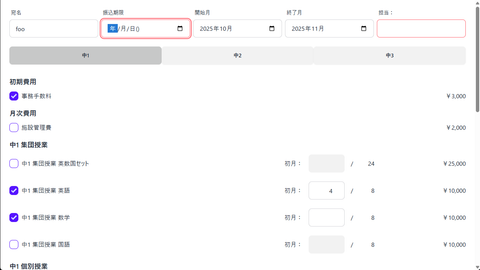 宛名 振込期限 開始月 終了月 担当：
foo 年/月/日() 2025年10月 2025年11月
中1 中2 中3
初期費用
事務手数料 ￥3,000
月次費用
施設管理費 ￥2,000
中1 集団授業
中1 集団授業 英数国セット 初月： / 24 ￥25,000
中1 集団授業 英語 初月： 4 / 8 ￥10,000
中1 集団授業 数学 初月： / 8 ￥10,000
中1 集団授業 国語 初月： / 8 ￥10,000
中1 個別授業